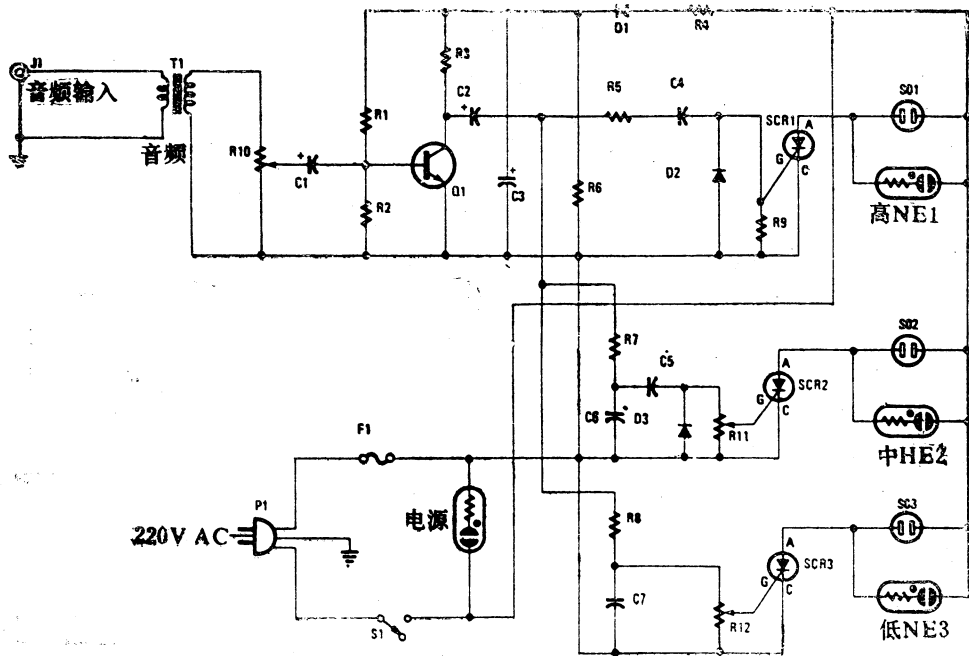 J1
音频输入
T1
音频
R10
C1
R1
R2
R3
Q1
C2
C3
D1
R4
R5
C4
R6
D2
R9
SCR1
A
G
C
SO1
高NE1
R7
C5
C6
D3
R11
SCR2
A
G
C
SO2
中HE2
F1
P1
220V AC
电源
S1
R8
C7
R12
SCR3
A
G
C
SG3
低NE3